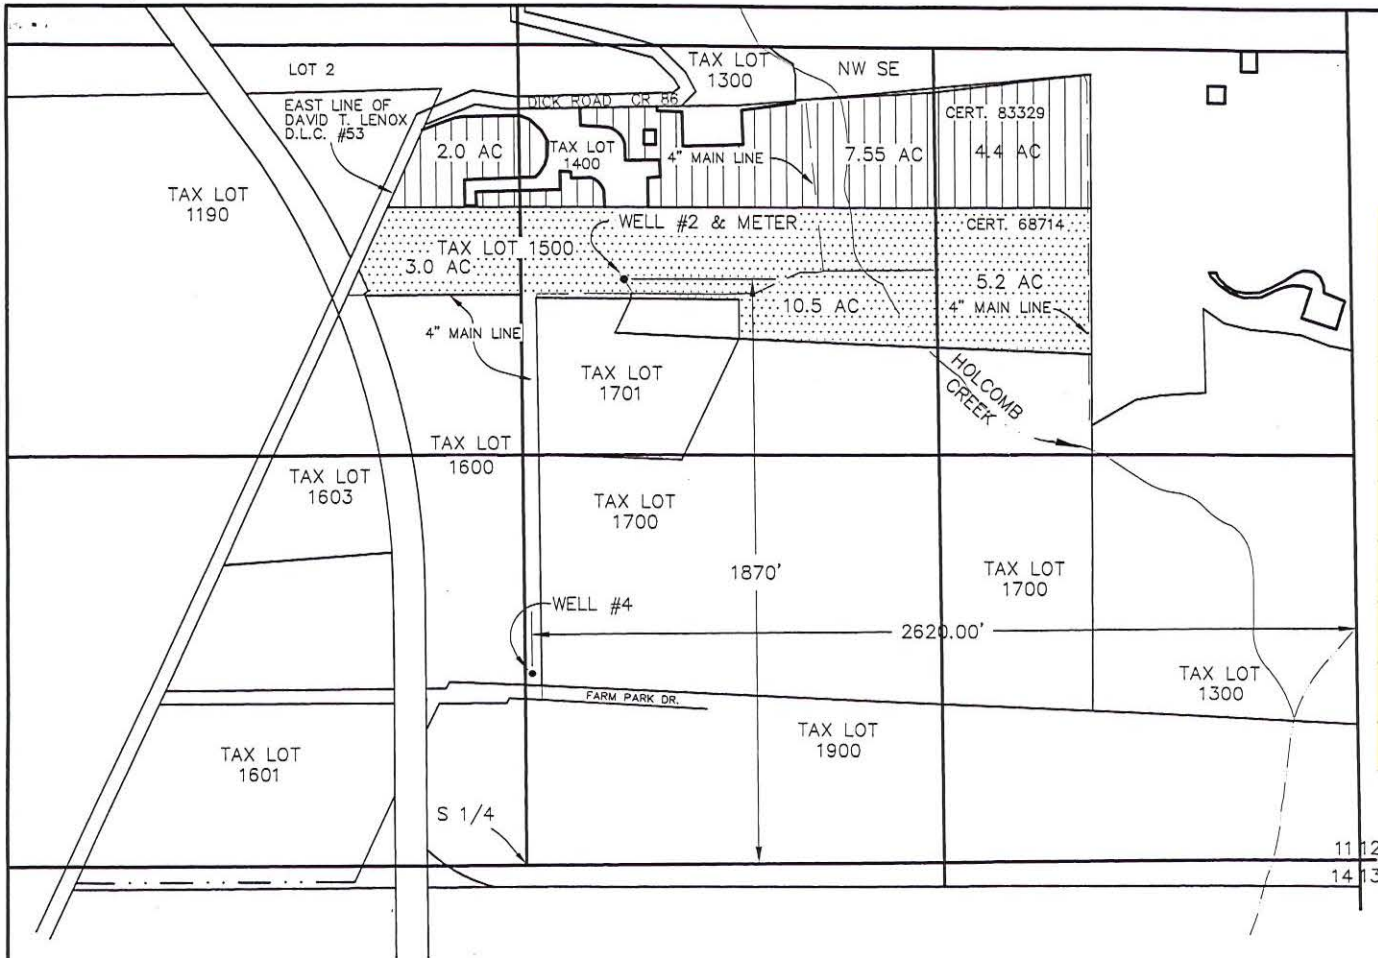 LOT 2
TAX LOT
1300
NW SE
EAST LINE OF
DAVID T. LENOX
D.L.C. #53
DICK ROAD CR 86
CERT. 83329
2.0 AC
TAX LOT
1400
4" MAIN LINE
7.55 AC
4.4 AC
TAX LOT
1190
WELL #2 & METER
CERT. 68714
TAX LOT 1500
3.0 AC
5.2 AC
10.5 AC
4" MAIN LINE
4" MAIN LINE
TAX LOT
1701
HOLCOMB
CREEK
TAX LOT
1600
TAX LOT
1603
TAX LOT
1700
1870'
TAX LOT
1700
WELL #4
2620.00'
TAX LOT
1300
FARM PARK DR.
TAX LOT
1900
TAX LOT
1601
S 1/4
11 12
14 13